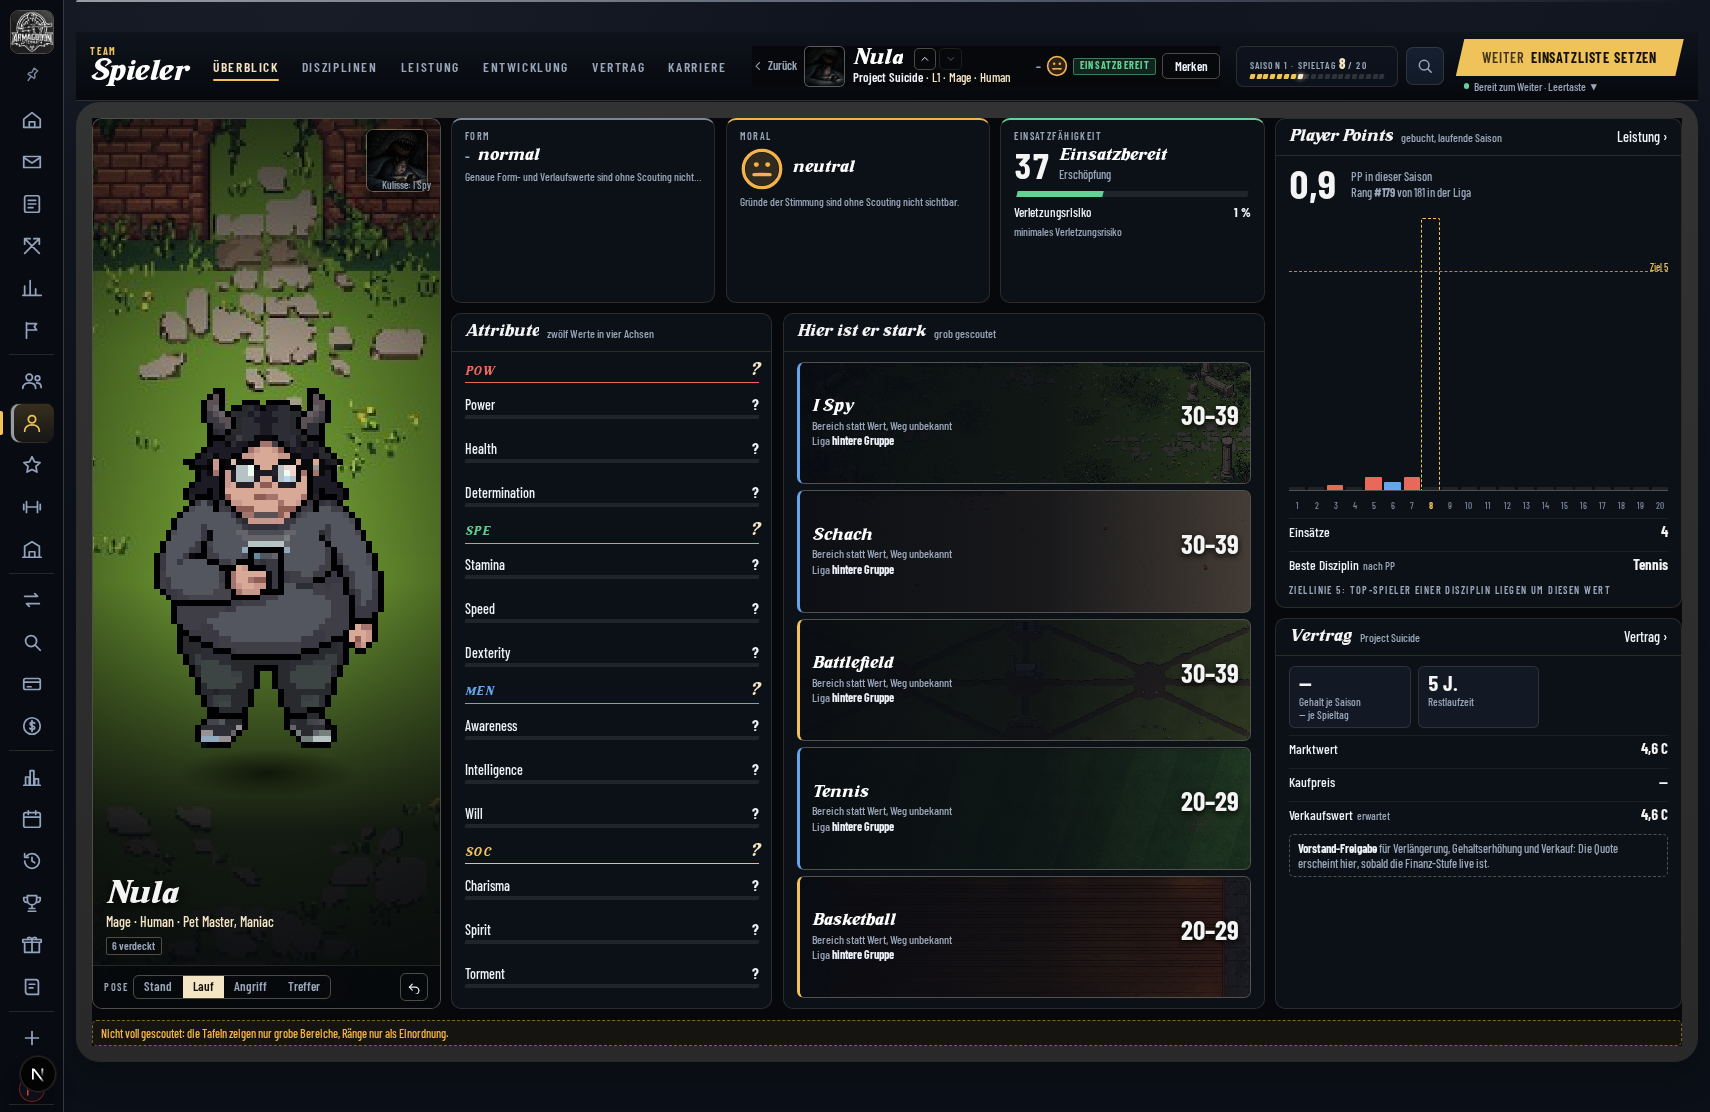 ARMAGEDDON
TEAM
Spieler
ÜBERBLICK
DISZIPLINEN
LEISTUNG
ENTWICKLUNG
VERTRAG
KARRIERE
Zurück
Nula
Project Suicide · L1 · Mage · Human
-
EINSATZBEREIT
Merken
SAISON 1 · SPIELTAG 8 / 20
WEITER EINSATZLISTE SETZEN
Bereit zum Weiter · Leertaste ▼
Kulisse: I Spy
Nula
Mage · Human · Pet Master, Maniac
6 verdeckt
POSE
Stand
Lauf
Angriff
Treffer
FORM
- normal
Genaue Form- und Verlaufswerte sind ohne Scouting nicht...
MORAL
neutral
Gründe der Stimmung sind ohne Scouting nicht sichtbar.
EINSATZFÄHIGKEIT
37 Einsatzbereit
Erschöpfung
Verletzungsrisiko 1 %
minimales Verletzungsrisiko
Attribute zwölf Werte in vier Achsen
POW ?
Power ?
Health ?
Determination ?
SPE ?
Stamina ?
Speed ?
Dexterity ?
MEN ?
Awareness ?
Intelligence ?
Will ?
SOC ?
Charisma ?
Spirit ?
Torment ?
Hier ist er stark grob gescoutet
I Spy
Bereich statt Wert, Weg unbekannt
Liga hintere Gruppe
30–39
Schach
Bereich statt Wert, Weg unbekannt
Liga hintere Gruppe
30–39
Battlefield
Bereich statt Wert, Weg unbekannt
Liga hintere Gruppe
30–39
Tennis
Bereich statt Wert, Weg unbekannt
Liga hintere Gruppe
20–29
Basketball
Bereich statt Wert, Weg unbekannt
Liga hintere Gruppe
20–29
Player Points gebucht, laufende Saison
Leistung ›
0,9
PP in dieser Saison
Rang #179 von 181 in der Liga
Ziel 5
1 2 3 4 5 6 7 8 9 10 11 12 13 14 15 16 17 18 19 20
Einsätze 4
Beste Disziplin nach PP Tennis
ZIELLINIE 5: TOP-SPIELER EINER DISZIPLIN LIEGEN UM DIESEN WERT
Vertrag Project Suicide
Vertrag ›
—
Gehalt je Saison
— je Spieltag
5 J.
Restlaufzeit
Marktwert 4,6 C
Kaufpreis —
Verkaufswert erwartet 4,6 C
Vorstand-Freigabe für Verlängerung, Gehaltserhöhung und Verkauf: Die Quote
erscheint hier, sobald die Finanz-Stufe live ist.
Nicht voll gescoutet: die Tafeln zeigen nur grobe Bereiche, Ränge nur als Einordnung.
N